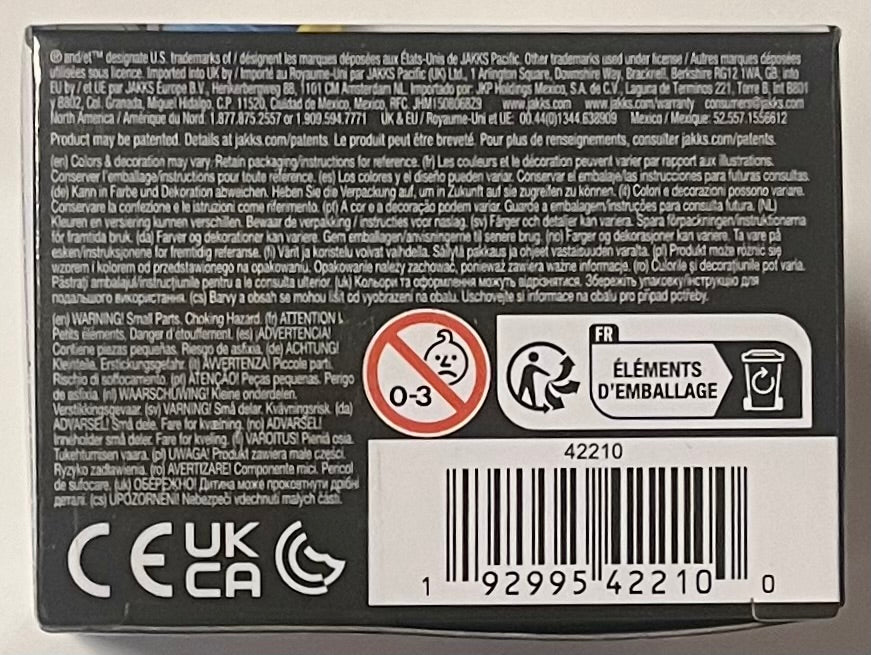 ® and/et™ designate U.S. trademarks of / désignent les marques déposées aux États-Unis de JAKKS Pacific. Other trademarks used under license / Autres marques déposées
utilisées sous licence. Imported into UK by / Importé au Royaume-Uni par JAKKS Pacific (UK) Ltd., 1 Arlington Square, Downshire Way, Bracknell, Berkshire RG12 1WA, GB, into
EU by / et UE par JAKKS Europe B.V., Herikerbergweg 88, 1101 CM Amsterdam NL. Importado por: JKP Holdings Mexico, S.A. de C.V., Laguna de Terminos 221, Torre B, Int B801
y B802, Col. Granada, Miguel Hidalgo, C.P. 11520, Ciudad de Mexico, Mexico, RFC. JHM150806829 www.jakks.com www.jakks.com/warranty consumers@jakks.com
North America / Amérique du Nord: 1.877.875.2557 or 1.909.594.7771 UK & EU / Royaume-Uni et UE: 00.44(0)1344.638909 Mexico / Mexique: 52.557.1556612
Product may be patented. Details at jakks.com/patents. Le produit peut être breveté. Pour plus de renseignements, consulter jakks.com/patents.
(en) Colors & decoration may vary. Retain packaging/instructions for reference. (fr) Les couleurs et le décoration peuvent varier par rapport aux illustrations.
Conserver l'emballage/instructions pour toute reference. (es) Los colores y el diseño pueden variar. Conservar el embalaje/las instrucciones para futuras consultas.
(de) Kann in Farbe und Dekoration abweichen. Heben Sie die Verpackung auf, um in Zukunft auf sie zugreifen zu können. (it) Colori e decorazioni possono variare.
Conservare la confezione e le istruzioni come riferimento. (pt) A cor e a decoração podem variar. Guarde a embalagem/instruções para consulta futura. (NL)
Kleuren en versiering kunnen verschillen. Bewaar de verpakking / instructies voor naslag. (sv) Färger och detaljer kan variera. Spara förpackningen/instruktionerna
för framtida bruk. (da) Farver og dekorationer kan variere. Gem emballagen/anvisningerne til senere brug. (no) Farger og dekorasjoner kan variere. Ta vare på
esken/instruksjonene for fremtidig referanse. (fi) Värit ja koristelu voivat vaihdella. Säilytä pakkaus ja ohjeet vastaisuuden varalta. (pl) Produkt może różnić się
wzorem i kolorem od przedstawionego na opakowaniu. Opakowanie należy zachować, ponieważ zawiera ważne informacje. (ro) Culorile și decorațiunile pot varia.
Păstrați ambalajul/instrucțiunile pentru a le consulta ulterior. (uk) Кольори та оформлення можуть відрізнятися. Збережіть упаковку/інструкцію для
подальшого використання. (cs) Barvy a obsah se mohou lišit od vyobrazení na obalu. Uschovejte si informace na obalu pro případ potřeby.
(en) WARNING! Small Parts. Choking Hazard. (fr) ATTENTION !.
Petits éléments. Danger d'étouffement. (es) ¡ADVERTENCIA!
Contiene piezas pequeñas. Riesgo de asfixia. (de) ACHTUNG!
Kleinteile. Erstickungsgefahr. (it) AVVERTENZA! Piccole parti.
Rischio di soffocamento. (pt) ATENÇÃO! Peças pequenas. Perigo
de asfixia. (nl) WAARSCHUWING! Kleine onderdelen.
Verstikkingsgevaar. (sv) VARNING! Små delar. Kvävningsrisk. (da)
ADVARSEL! Små dele. Fare for kvælning. (no) ADVARSEL!
Inneholder små deler. Fare for kveling. (fi) VAROITUS! Pieniä osia.
Tukehtumisen vaara. (pl) UWAGA! Produkt zawiera małe części.
Ryzyko zadławienia. (ro) AVERTIZARE! Componente mici. Pericol
de sufocare. (uk) ОБЕРЕЖНО! Дитина може проковтнути дрібні
деталі. (cs) UPOZORNĚNÍ! Nebezpečí vdechnutí malých částí.
0-3
FR
ÉLÉMENTS
D'EMBALLAGE
42210
1 92995 42210 0
CE UK
CA